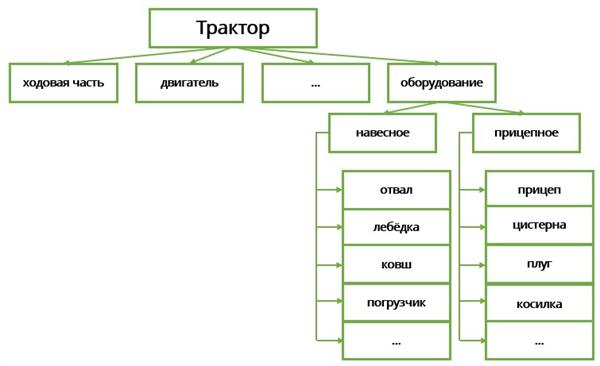 Трактор
ходовая часть
двигатель
...
оборудование
навесное
прицепное
отвал
лебёдка
ковш
погрузчик
...
прицеп
цистерна
плуг
косилка
...